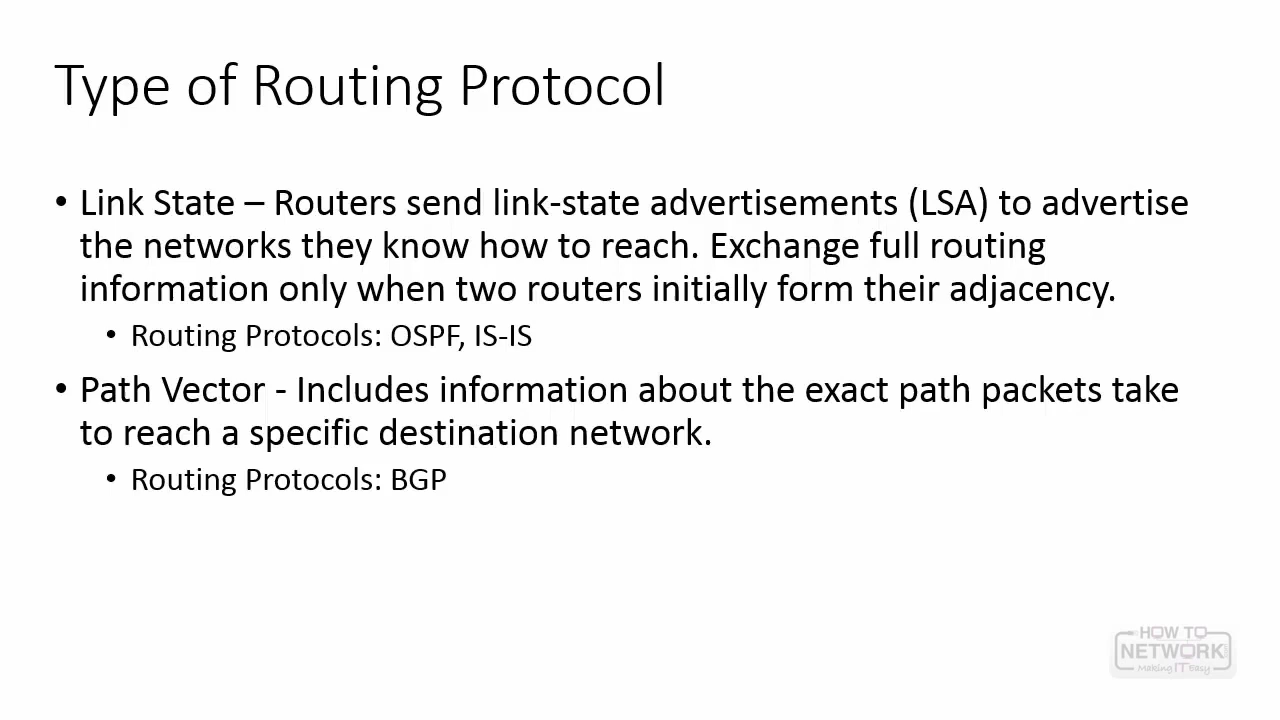 Type of Routing Protocol
• Link State – Routers send link-state advertisements (LSA) to advertise
the networks they know how to reach. Exchange full routing
information only when two routers initially form their adjacency.
• Routing Protocols: OSPF, IS-IS
• Path Vector - Includes information about the exact path packets take
to reach a specific destination network.
• Routing Protocols: BGP
HOW TO
NETWORK
Making IT Easy